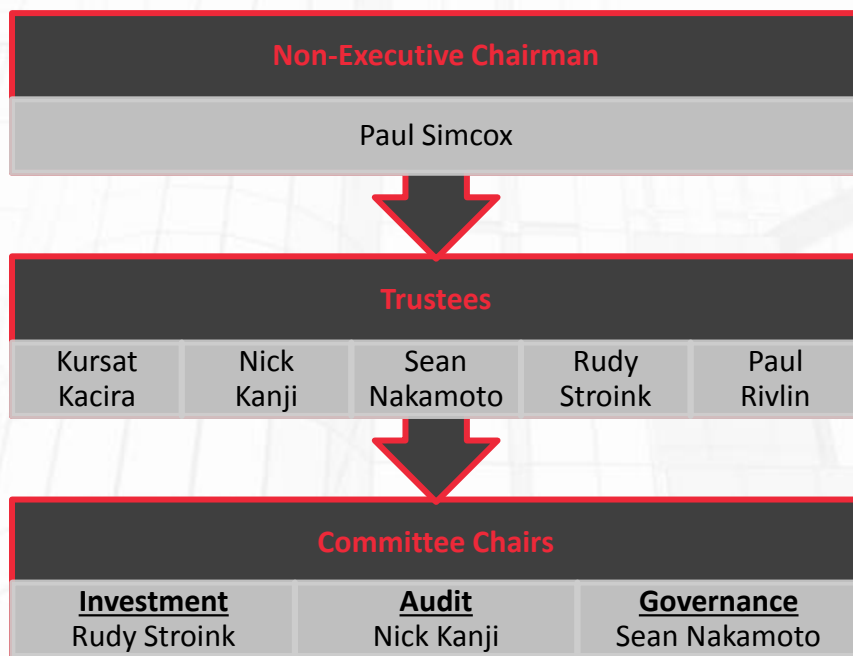 Non-Executive Chairman
Paul Simcox
Trustees
Kursat
Kacira
Nick
Kanji
Sean
Nakamoto
Rudy
Stroink
Paul
Rivlin
Committee Chairs
Investment
Rudy Stroink
Audit
Nick Kanji
Governance
Sean Nakamoto